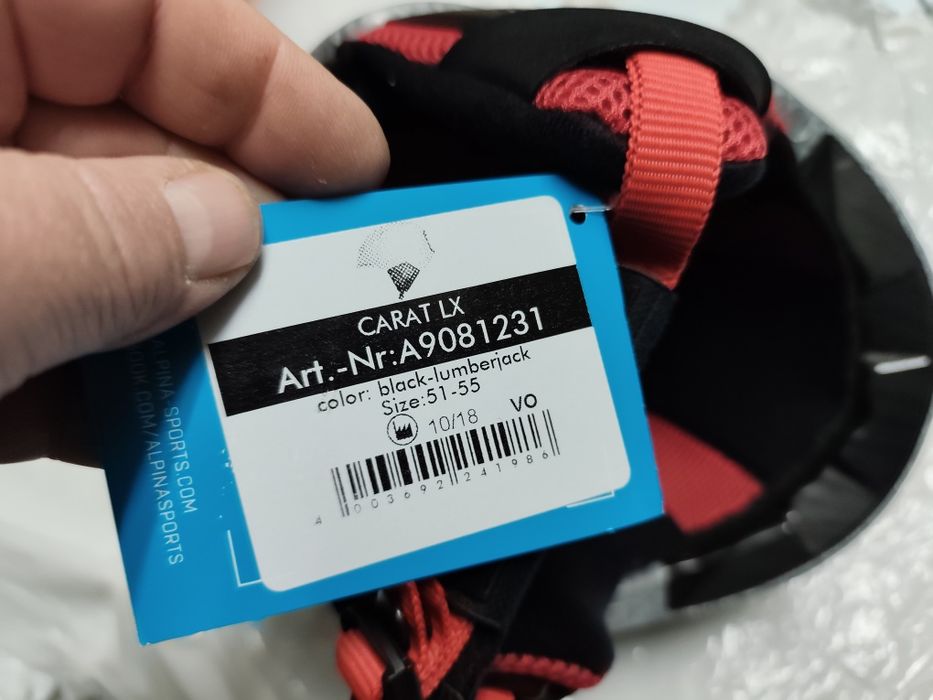 CARAT LX
Art.-Nr:A9081231
color: black-lumberjack
Size:51-55
10/18 VO
4 003692 241986
ALPINA-SPORTS.COM
OOK.COM/ALPINASPORTS